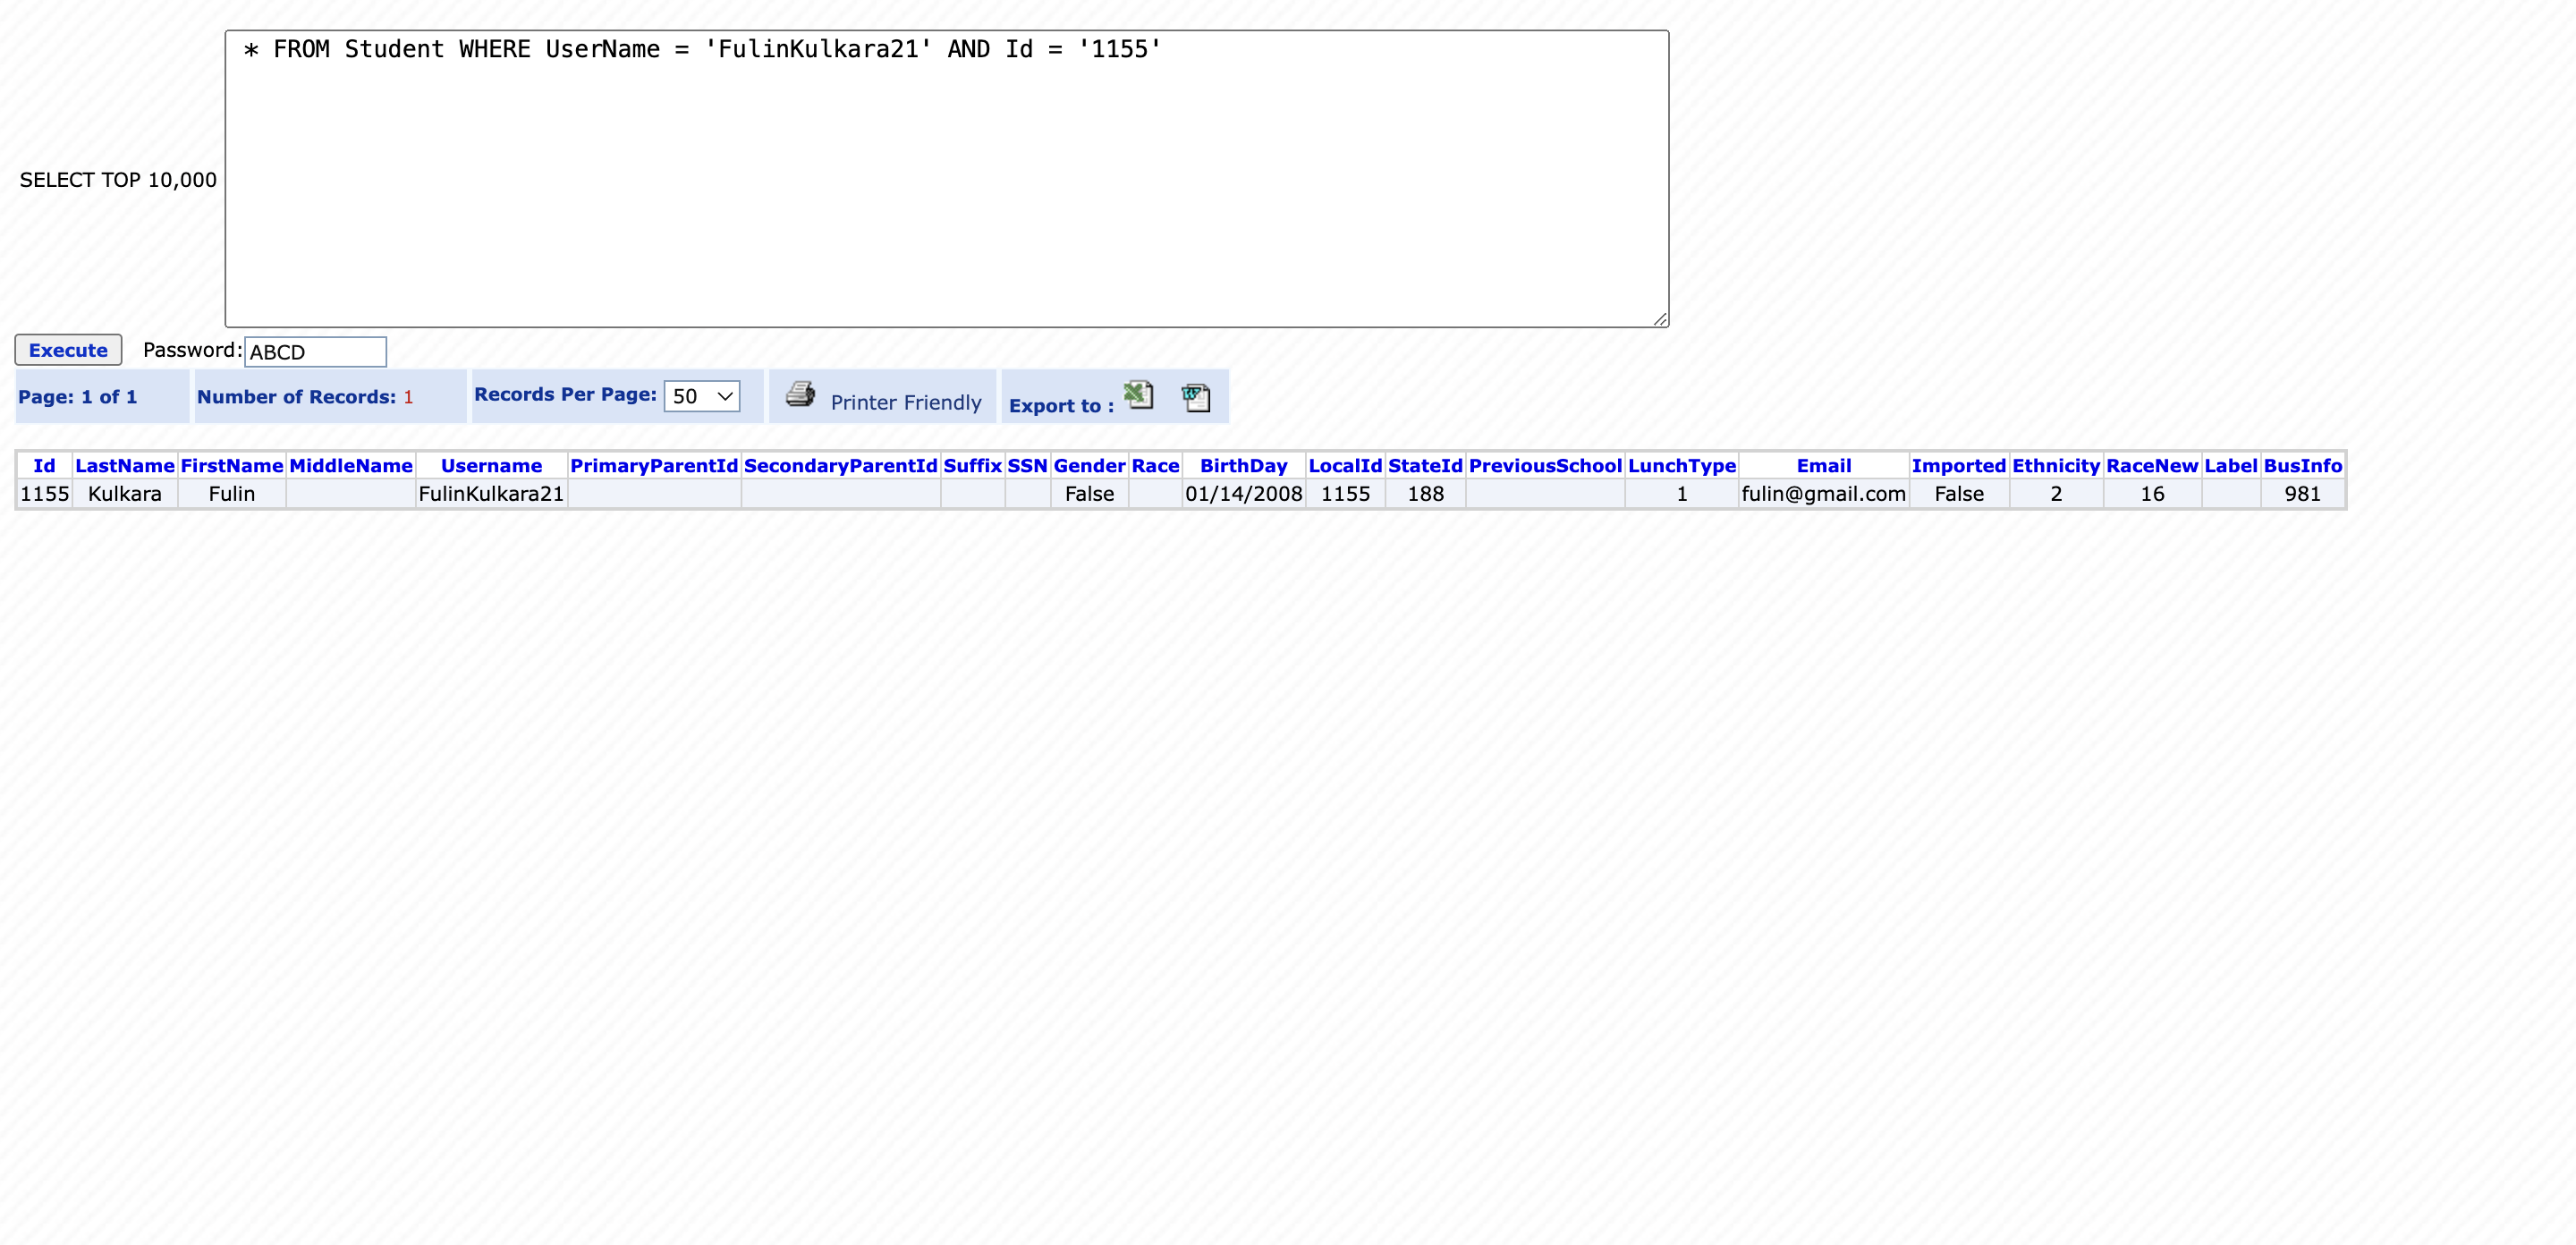 * FROM Student WHERE UserName = 'FulinKulkara21' AND Id = '1155'
SELECT TOP 10,000
Execute Password: ABCD
Page: 1 of 1 Number of Records: 1 Records Per Page: 50 Printer Friendly Export to :
Id LastName FirstName MiddleName Username PrimaryParentId SecondaryParentId Suffix SSN Gender Race BirthDay LocalId StateId PreviousSchool LunchType Email Imported Ethnicity RaceNew Label BusInfo
1155 Kulkara Fulin FulinKulkara21 False 01/14/2008 1155 188 1 fulin@gmail.com False 2 16 981